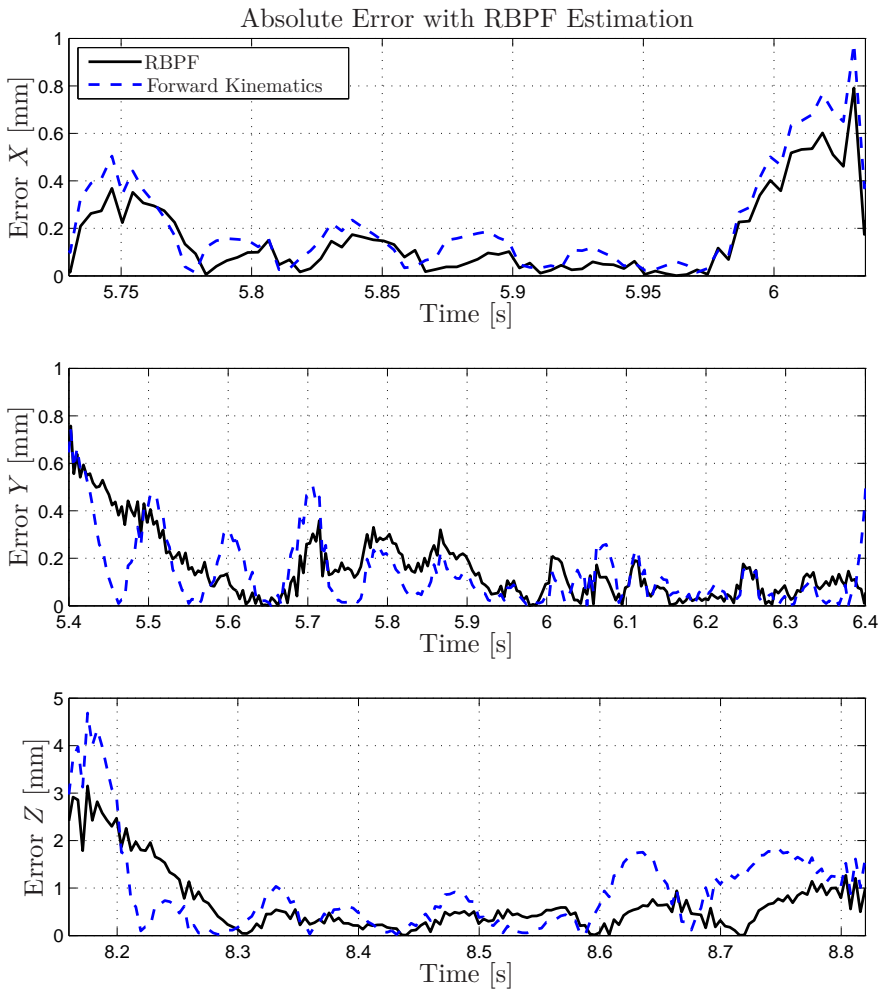 Absolute Error with RBPF Estimation
1
0.8
0.6
0.4
0.2
0
Error X [mm]
RBPF
Forward Kinematics
5.75 5.8 5.85 5.9 5.95 6
Time [s]
1
0.8
0.6
0.4
0.2
0
Error Y [mm]
5.4 5.5 5.6 5.7 5.8 5.9 6 6.1 6.2 6.3 6.4
Time [s]
5
4
3
2
1
0
Error Z [mm]
8.2 8.3 8.4 8.5 8.6 8.7 8.8
Time [s]